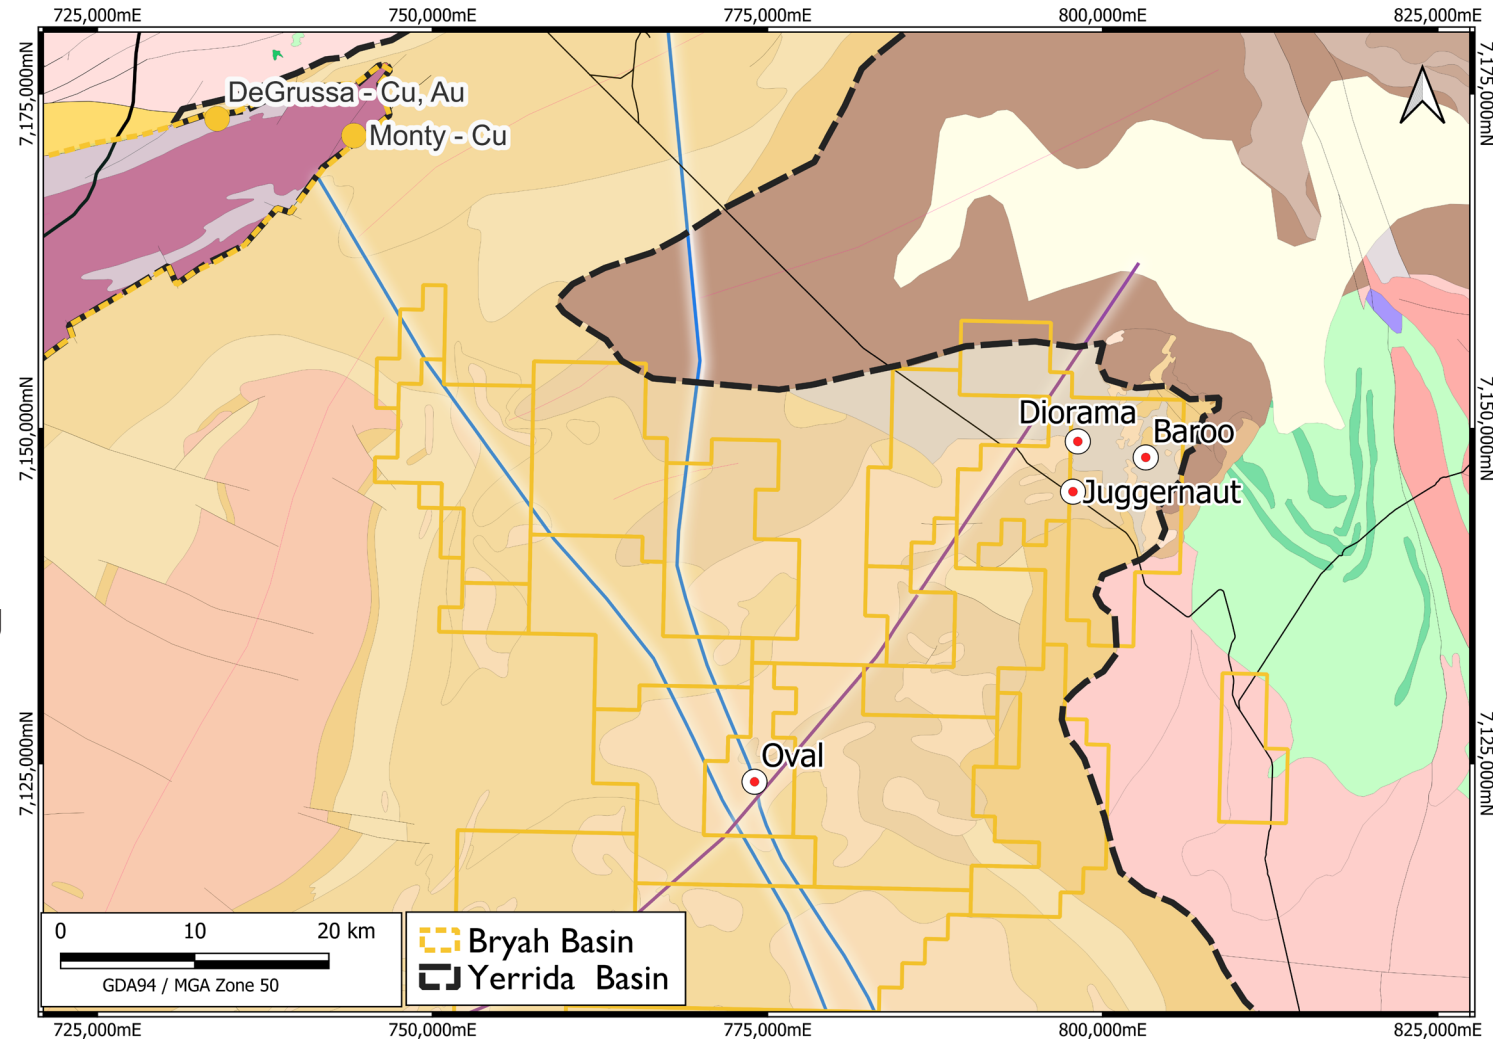 725,000mE 750,000mE 775,000mE 800,000mE 825,000mE
7,175,000mN
7,175,000mN
DeGrussa - Cu, Au
Monty - Cu
7,150,000mN
7,150,000mN
Diorama
Baroo
Juggernaut
7,125,000mN
7,125,000mN
Oval
0 10 20 km
GDA94 / MGA Zone 50
Bryah Basin
Yerrida Basin
725,000mE 750,000mE 775,000mE 800,000mE 825,000mE